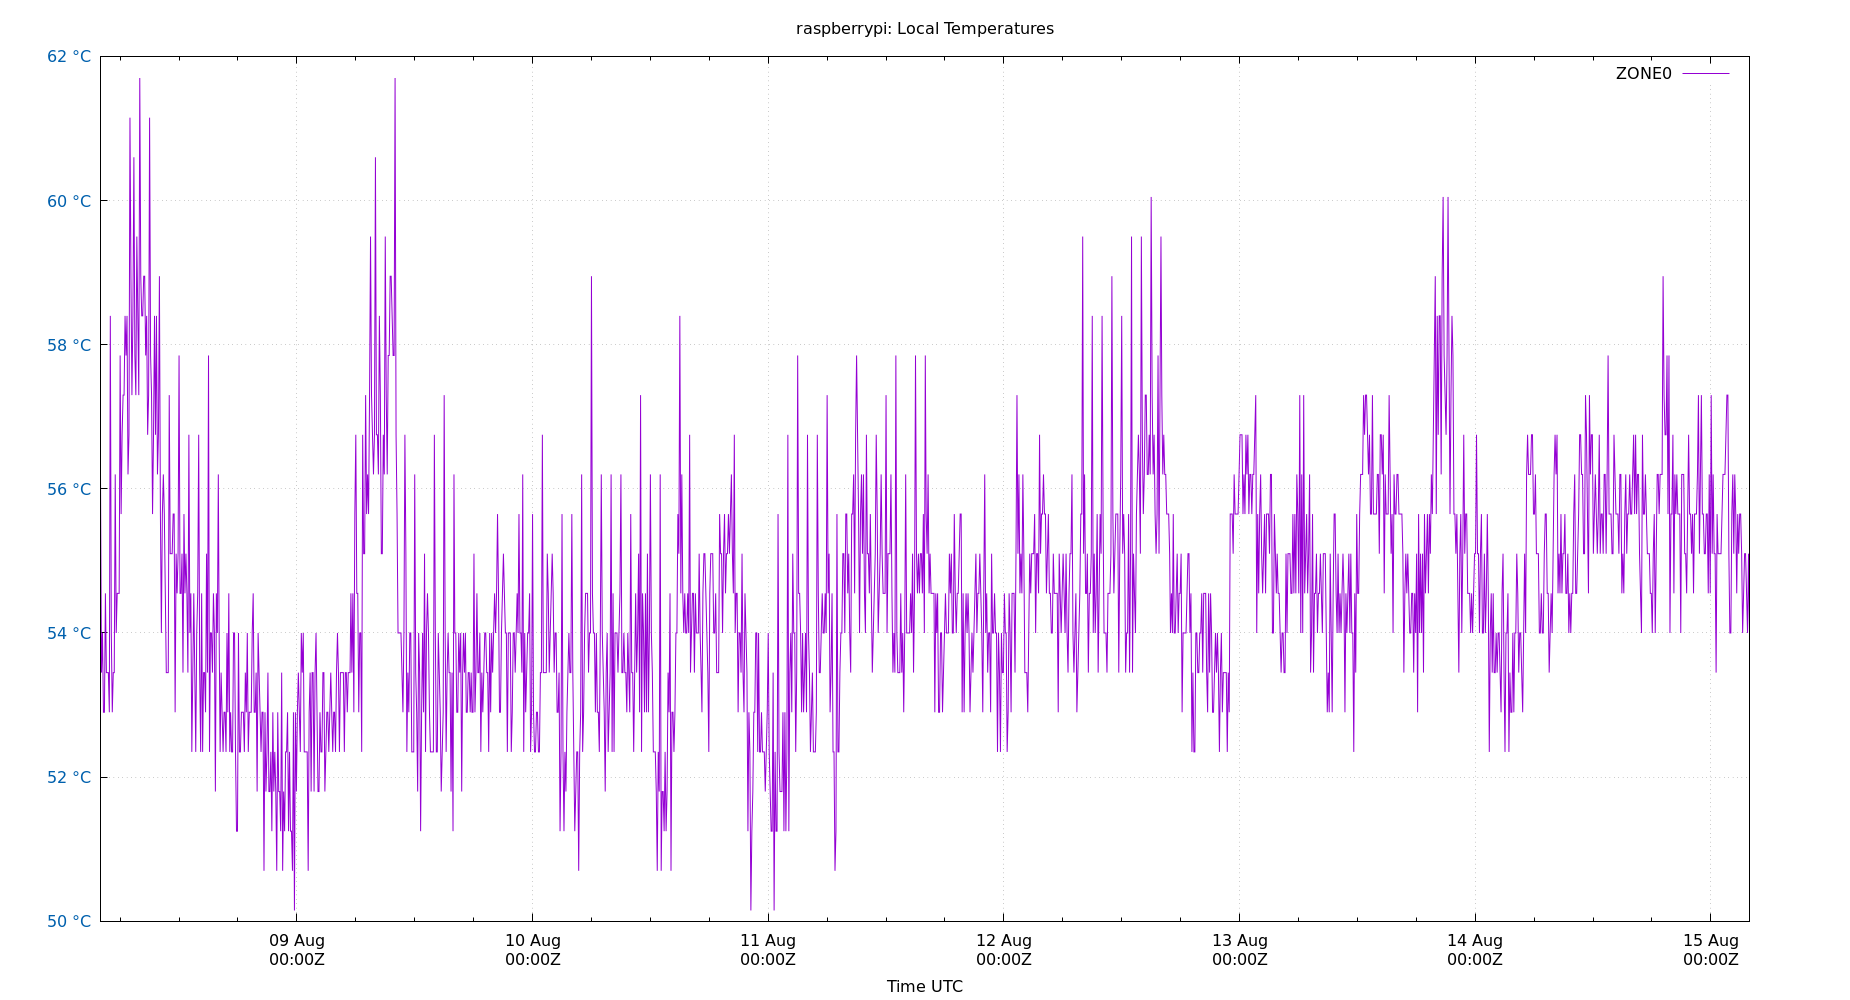 raspberrypi: Local Temperatures
62 °C
ZONE0
60 °C
58 °C
56 °C
54 °C
52 °C
50 °C
09 Aug 10 Aug 11 Aug 12 Aug 13 Aug 14 Aug 15 Aug
00:00Z 00:00Z 00:00Z 00:00Z 00:00Z 00:00Z 00:00Z
Time UTC